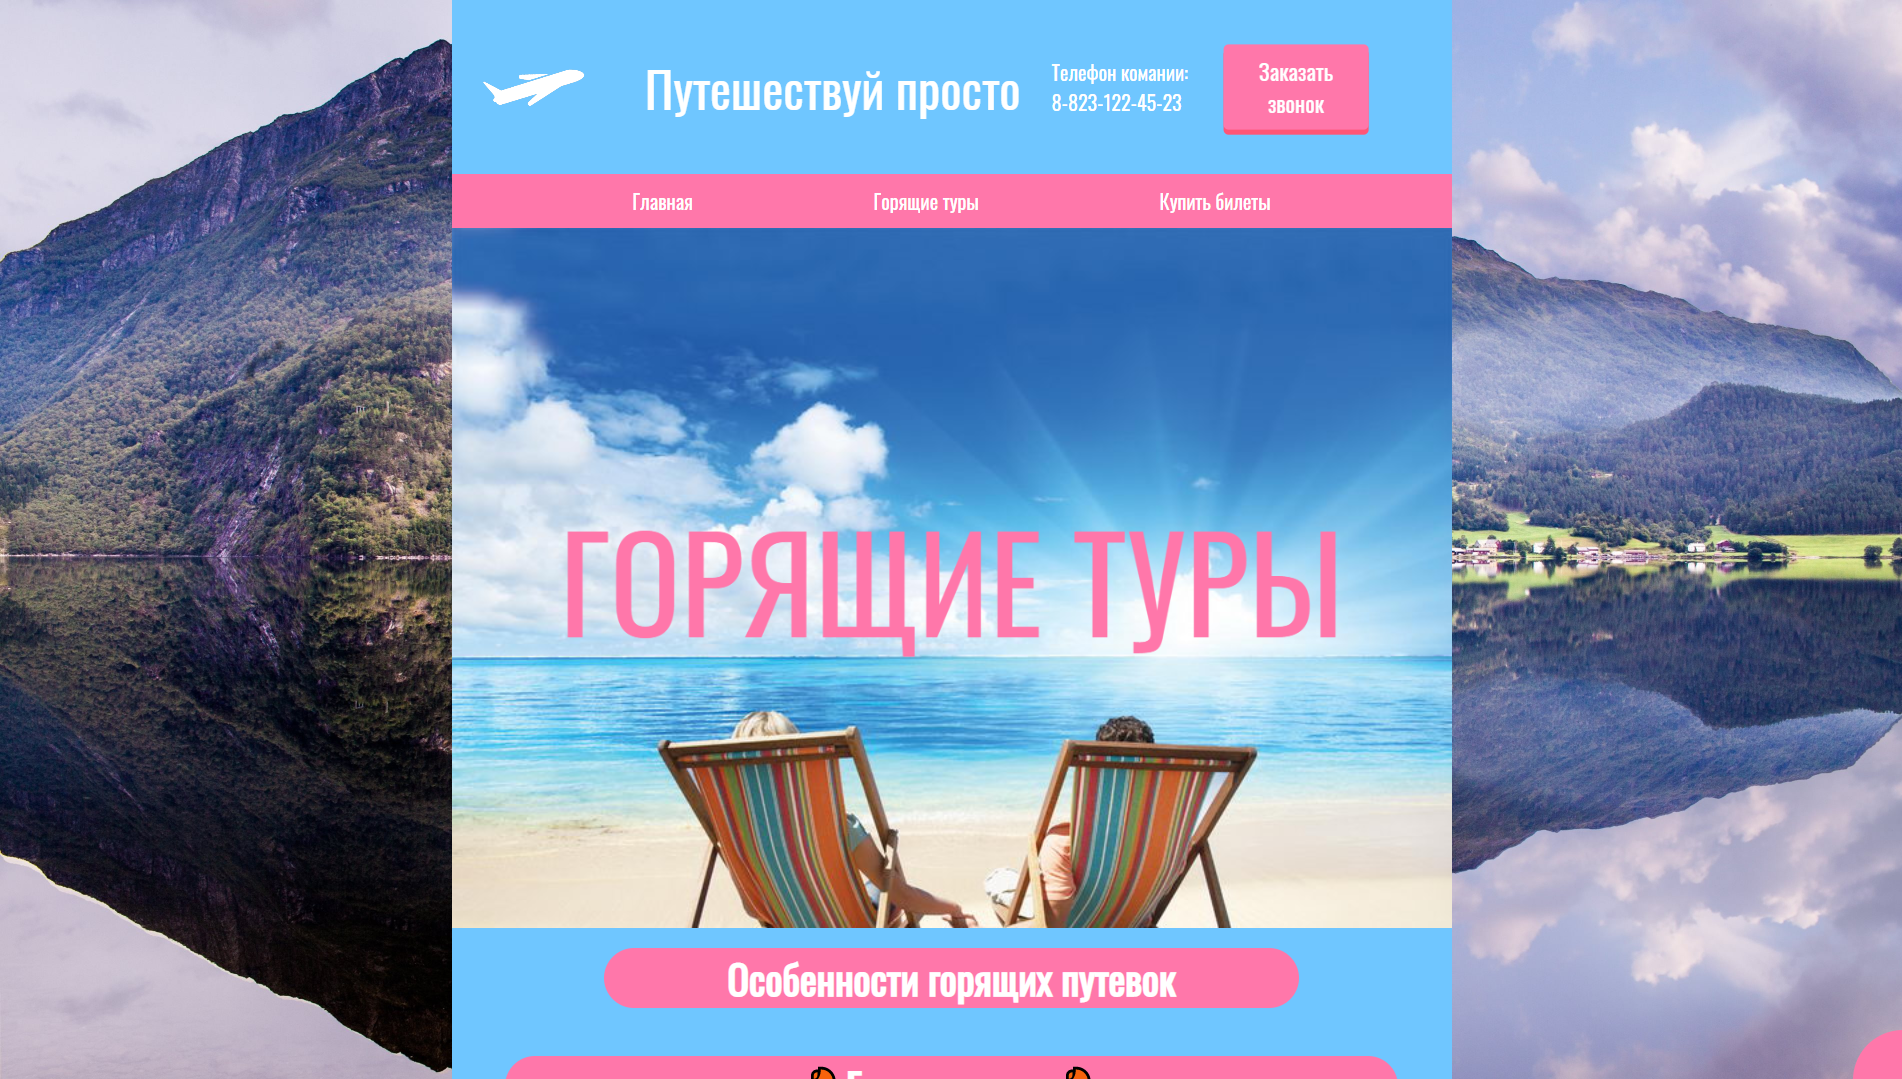 Путешествуй просто
Телефон комании:
8-823-122-45-23
Заказать
звонок
Главная
Горящие туры
Купить билеты
ГОРЯЩИЕ ТУРЫ
Особенности горящих путевок